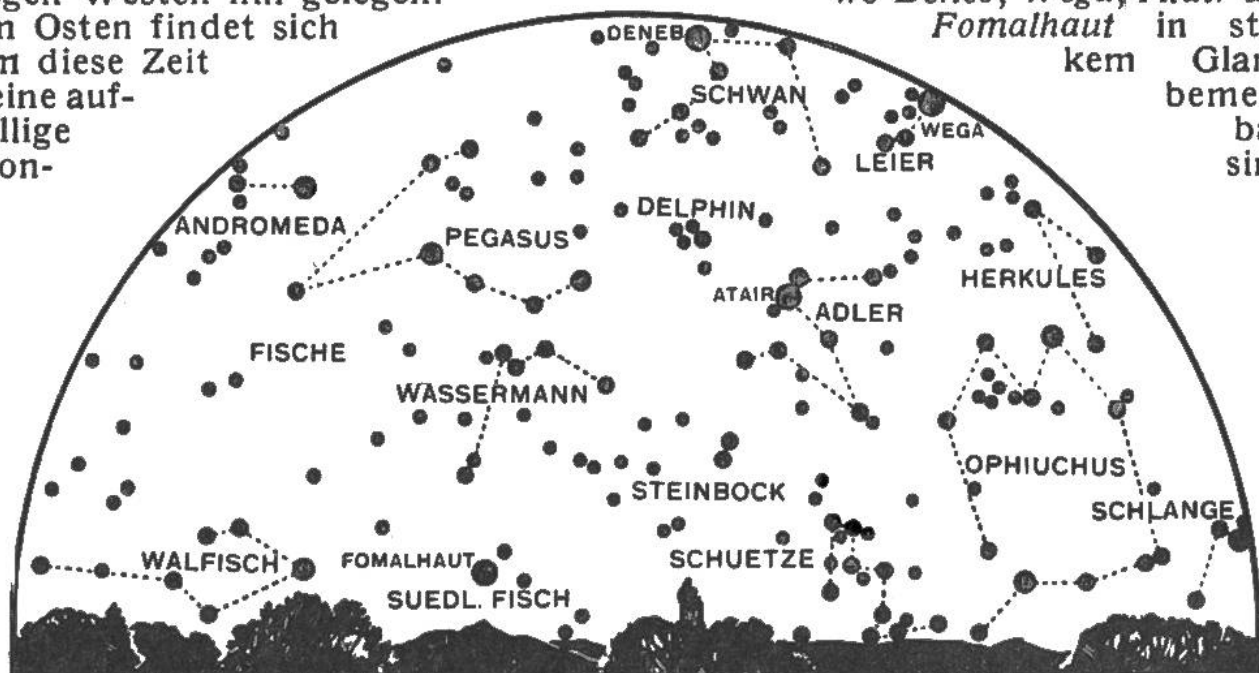 m Osten findet sich
m diese Zeit
eine auf-
llige
on-
Fomalhaut in st
kem Glan
beme
ba
sin
DENEB
SCHWAN
WEGA
LEIER
ANDROMEDA
DELPHIN
PEGASUS
HERKULES
ATAIR
ADLER
FISCHE
WASSERMANN
OPHIUCHUS
STEINBOCK
SCHLANGE
WALFISCH
FOMALHAUT
SCHUETZE
SUEDL. FISCH